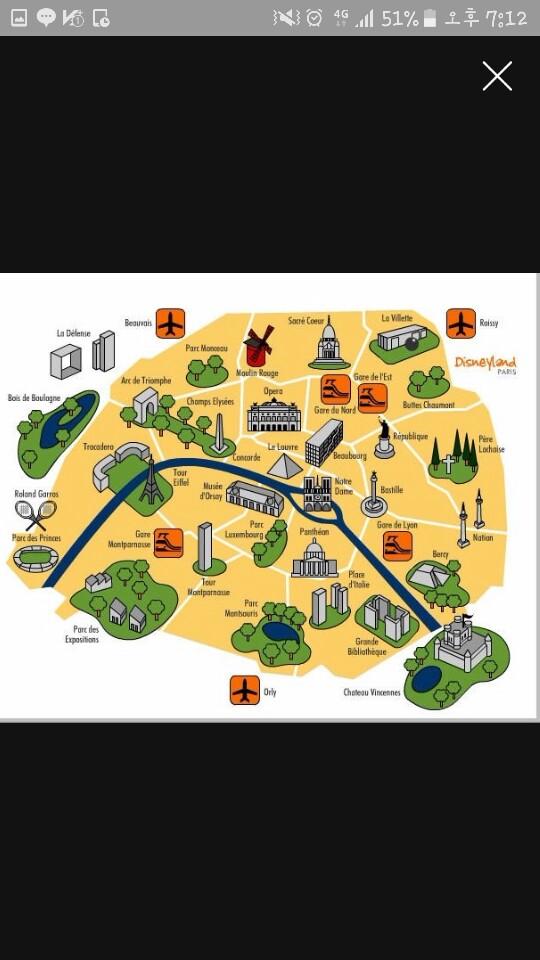 4G 51% 오후 7:12
Beauvais
Sacré Coeur
La Villette
Roissy
La Défense
Parc Monceau
Moulin Rouge
Disneyland
PARIS
Arc de Triomphe
Gare de l'Est
Bois de Boulogne
Champs Elysées
Opera
Gare du Nord
Buttes Chaumont
Trocadero
Concorde
Le Louvre
Beaubourg
République
Père
Lachaise
Tour
Eiffel
Musée
d'Orsay
Notre
Dame
Bastille
Roland Garros
Parc des Princes
Gare
Montparnasse
Parc
Luxembourg
Panthéon
Gare de Lyon
Nation
Tour
Montparnasse
Place
d'Italie
Bercy
Parc des
Expositions
Parc
Montsouris
Grande
Bibliothèque
Orly
Chateau Vincennes